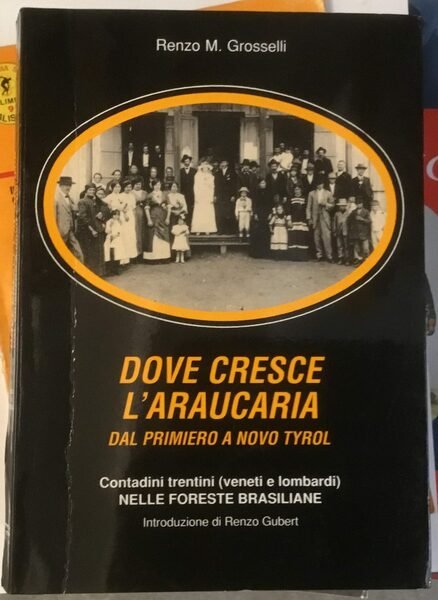 Renzo M. Grosselli
DOVE CRESCE
L'ARAUCARIA
DAL PRIMIERO A NOVO TYROL
Contadini trentini (veneti e lombardi)
NELLE FORESTE BRASILIANE
Introduzione di Renzo Gubert